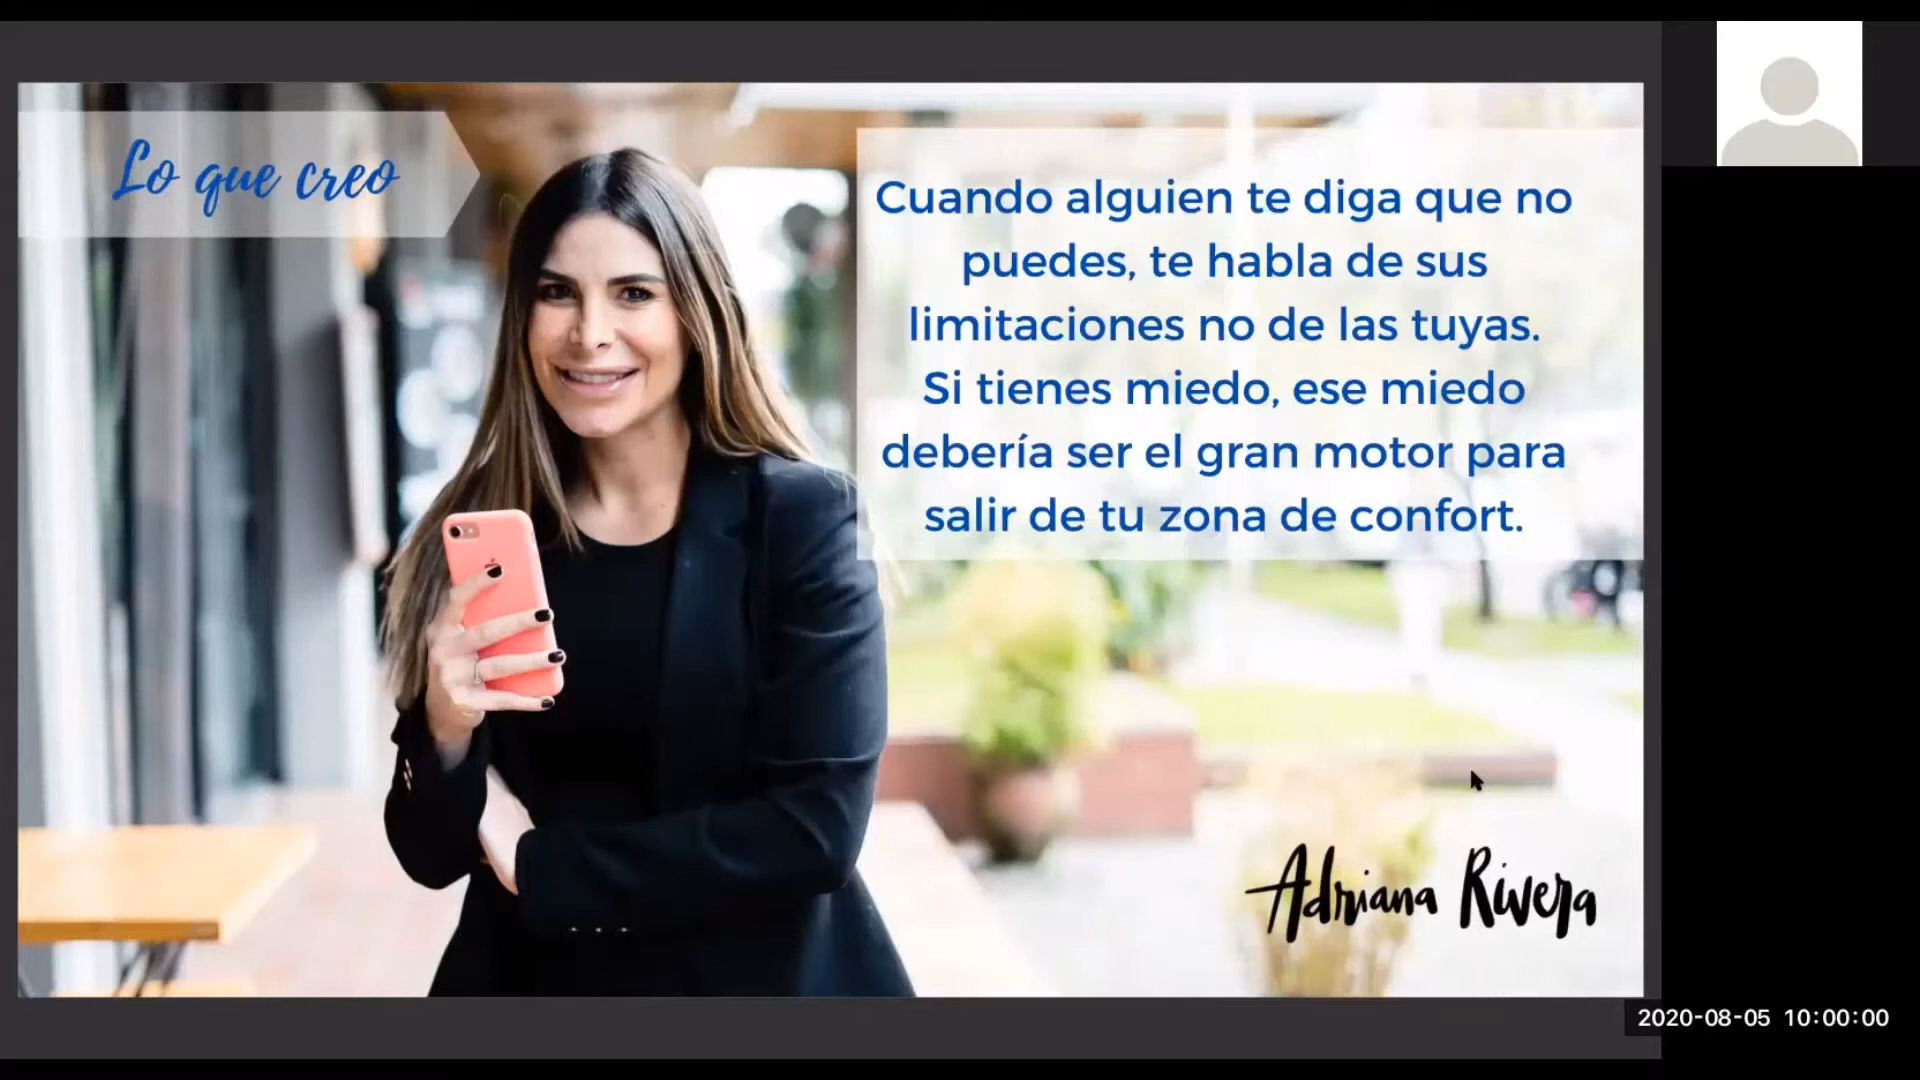 Lo que creo
Cuando alguien te diga que no
puedes, te habla de sus
limitaciones no de las tuyas.
Si tienes miedo, ese miedo
debería ser el gran motor para
salir de tu zona de confort.
Adriana Rivera
2020-08-05 10:00:00